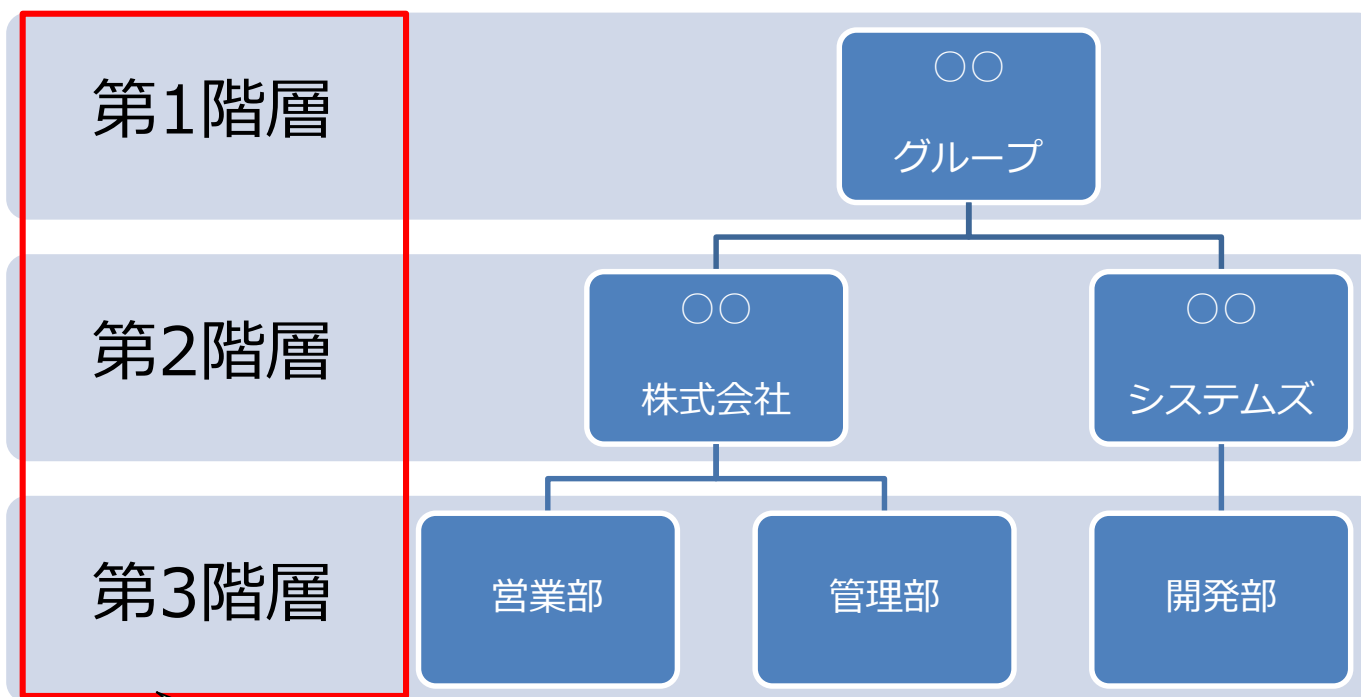 第1階層
○○
グループ
第2階層
○○
株式会社
○○
システムズ
第3階層
営業部
管理部
開発部